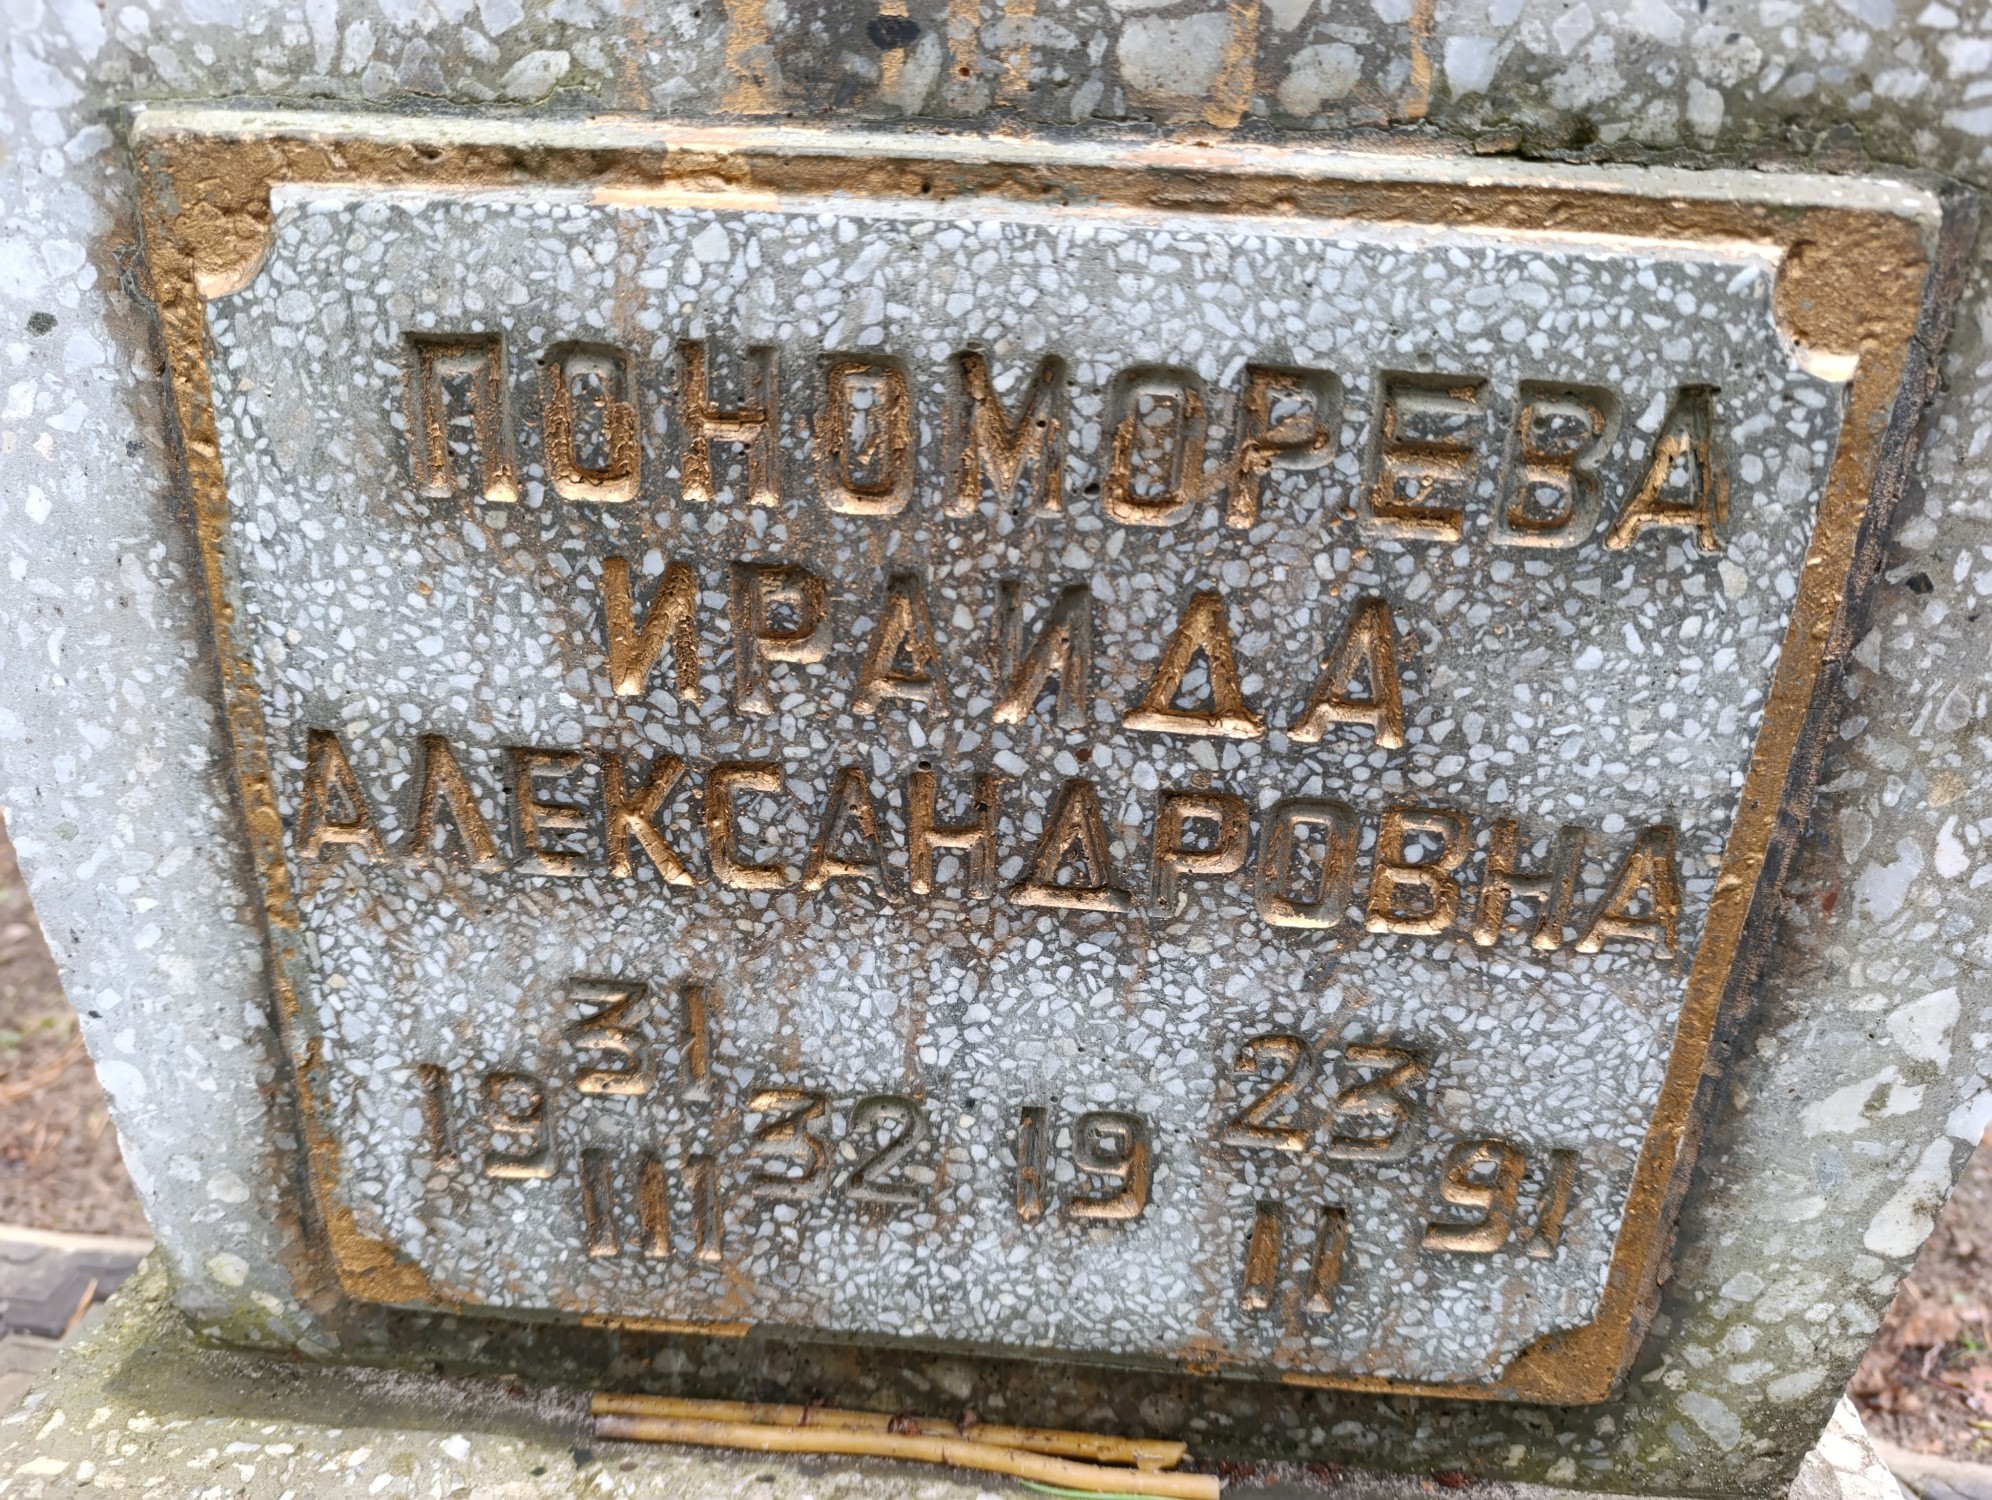 ПОНОМОРЕВА
ИРАИДА
АЛЕКСАНДРОВНА
19 31 III 32 19 23 II 91